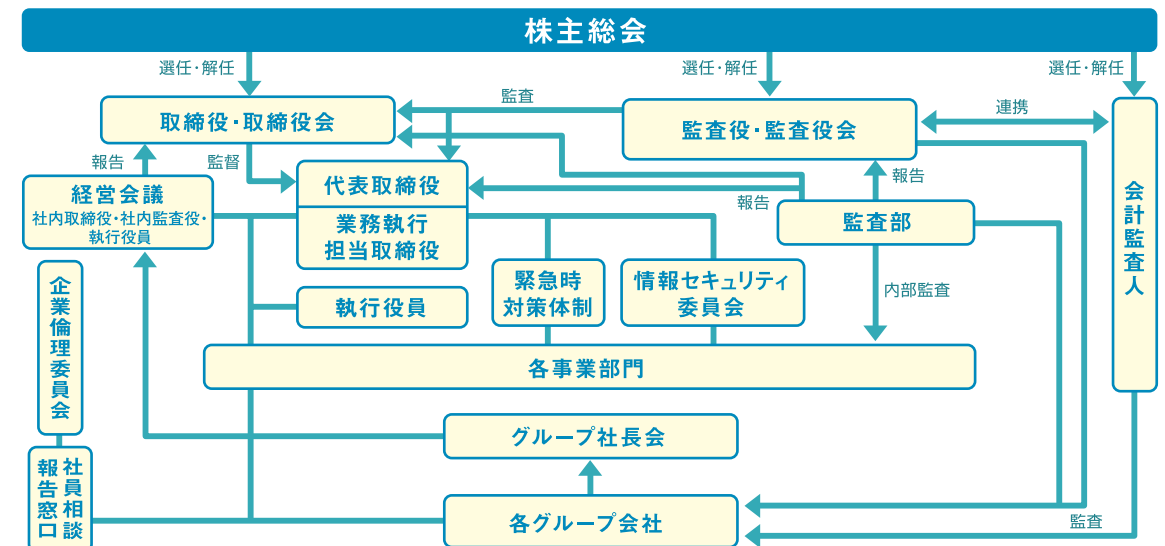 株主総会
選任・解任
選任・解任
選任・解任
取締役・取締役会
監査
監査役・監査役会
連携
会計監査人
報告
監督
経営会議
社内取締役・社内監査役・
執行役員
代表取締役
業務執行
担当取締役
報告
報告
監査部
企業倫理委員会
執行役員
緊急時
対策体制
情報セキュリティ
委員会
内部監査
各事業部門
グループ社長会
社員相談
報告窓口
各グループ会社
監査